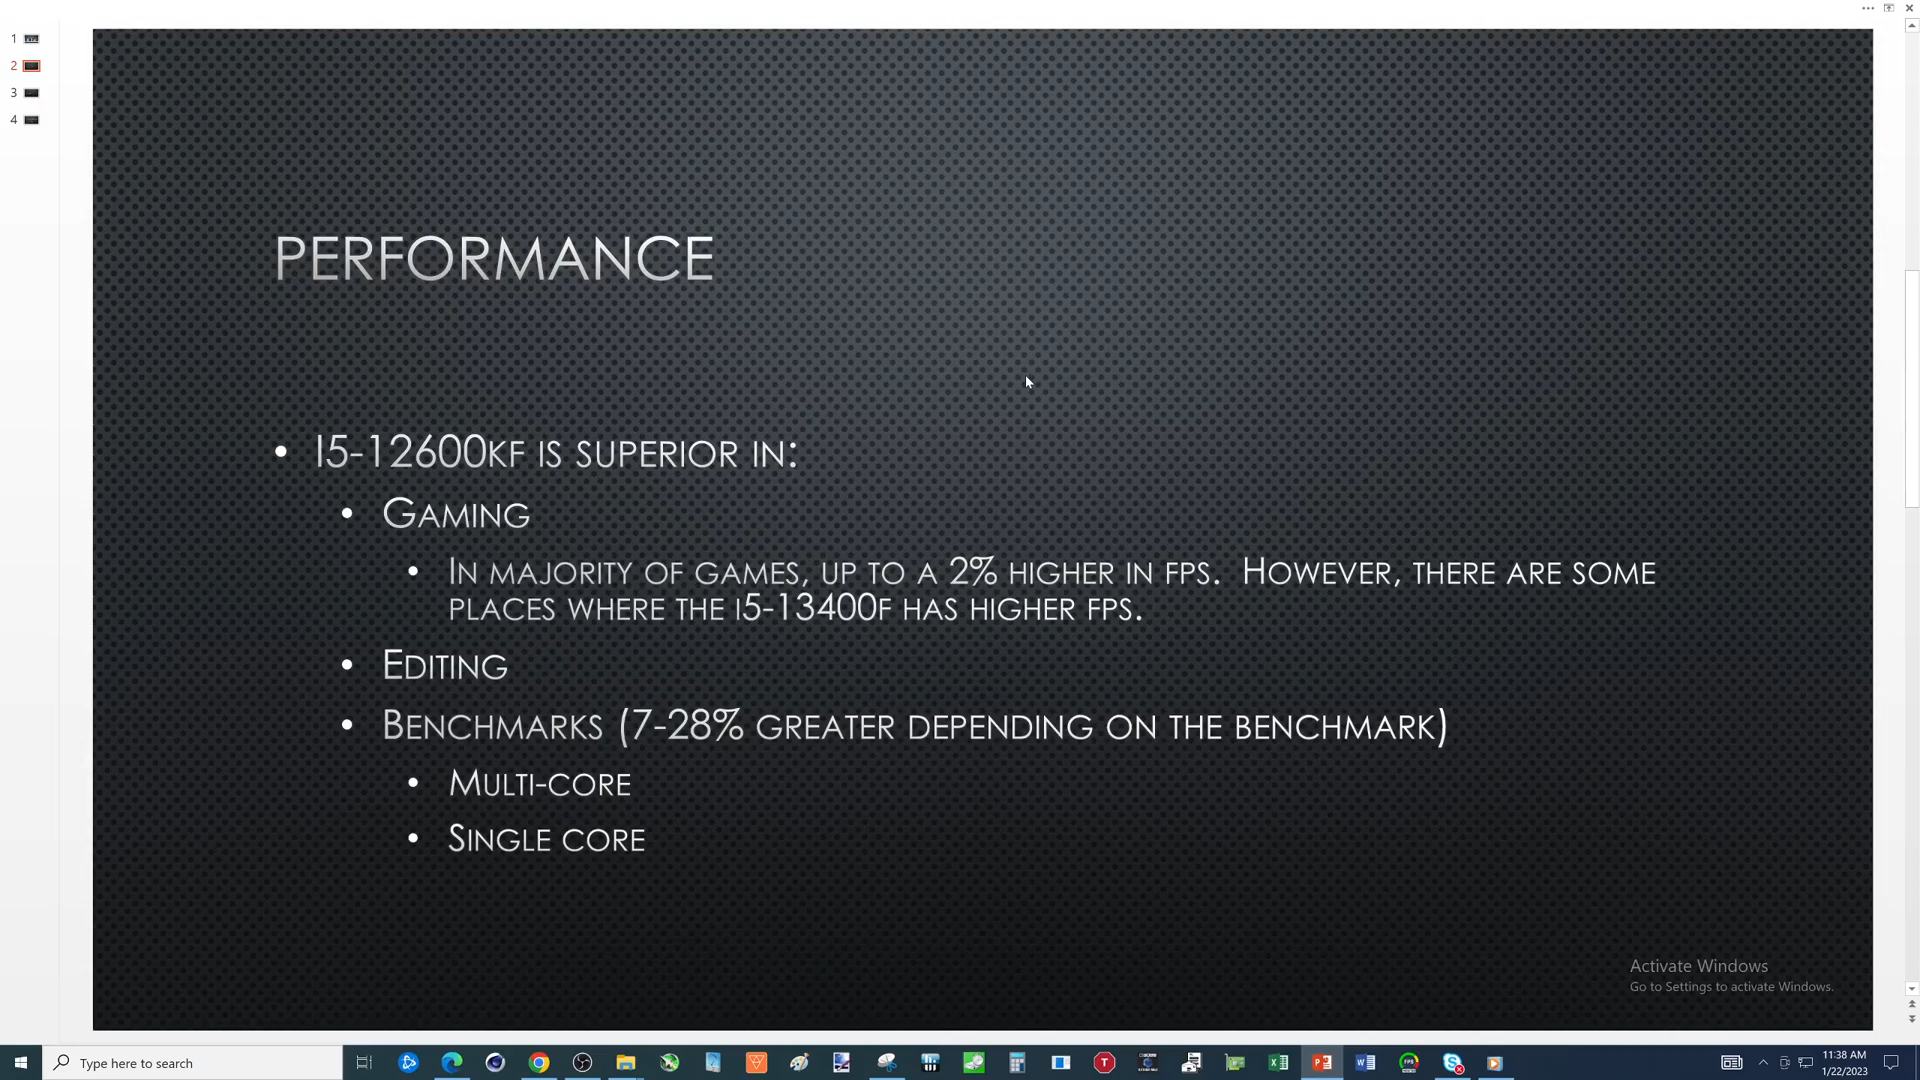 1
2
3
4
PERFORMANCE
• I5-12600KF IS SUPERIOR IN:
• GAMING
• IN MAJORITY OF GAMES, UP TO A 2% HIGHER IN FPS. HOWEVER, THERE ARE SOME
PLACES WHERE THE I5-13400F HAS HIGHER FPS.
• EDITING
• BENCHMARKS (7-28% GREATER DEPENDING ON THE BENCHMARK)
• MULTI-CORE
• SINGLE CORE
Activate Windows
Go to Settings to activate Windows.
Type here to search
11:38 AM
1/22/2023